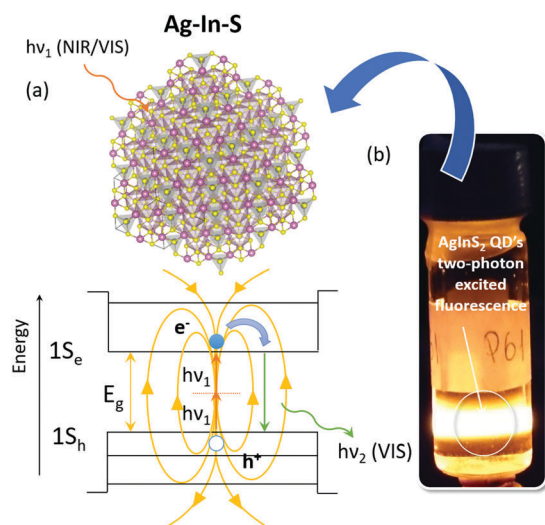 Ag-In-S
hν₁ (NIR/VIS)
(a)
(b)
AgInS₂ QD's
two-photon
excited
fluorescence
P61
Energy
e⁻
1Sₑ
hν₁
E_g
hν₁
1Sₕ
h⁺
hν₂ (VIS)